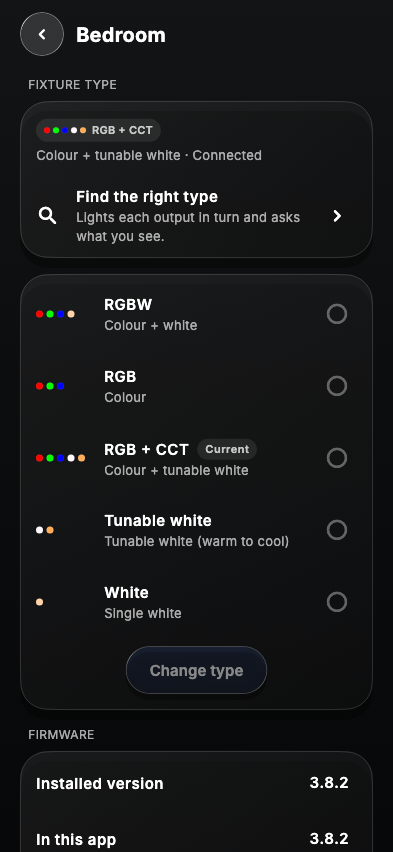 Bedroom
FIXTURE TYPE
RGB + CCT
Colour + tunable white · Connected
Find the right type
Lights each output in turn and asks
what you see.
RGBW
Colour + white
RGB
Colour
RGB + CCT Current
Colour + tunable white
Tunable white
Tunable white (warm to cool)
White
Single white
Change type
FIRMWARE
Installed version 3.8.2
In this app 3.8.2